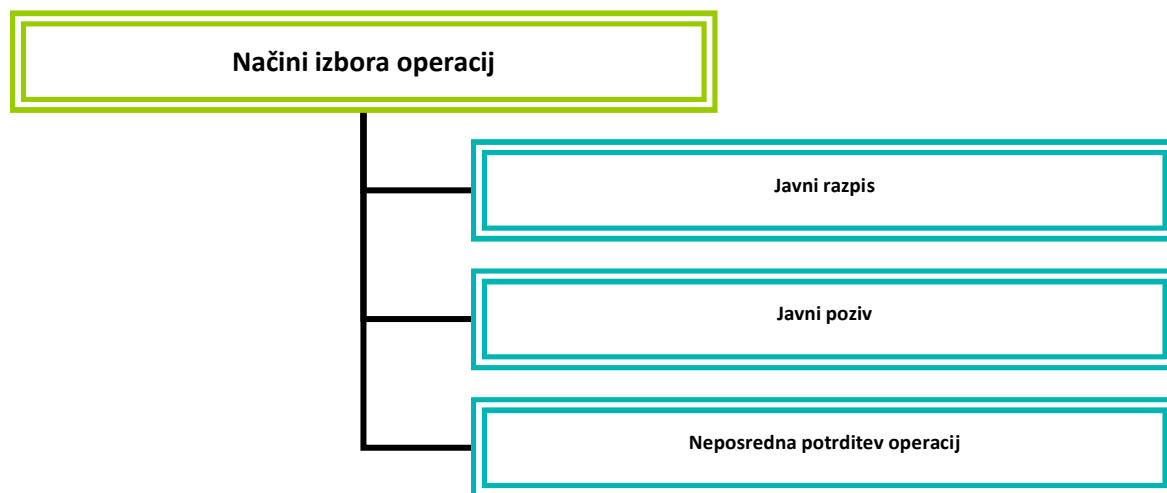 Načini izbora operacij
Javni razpis
Javni poziv
Neposredna potrditev operacij